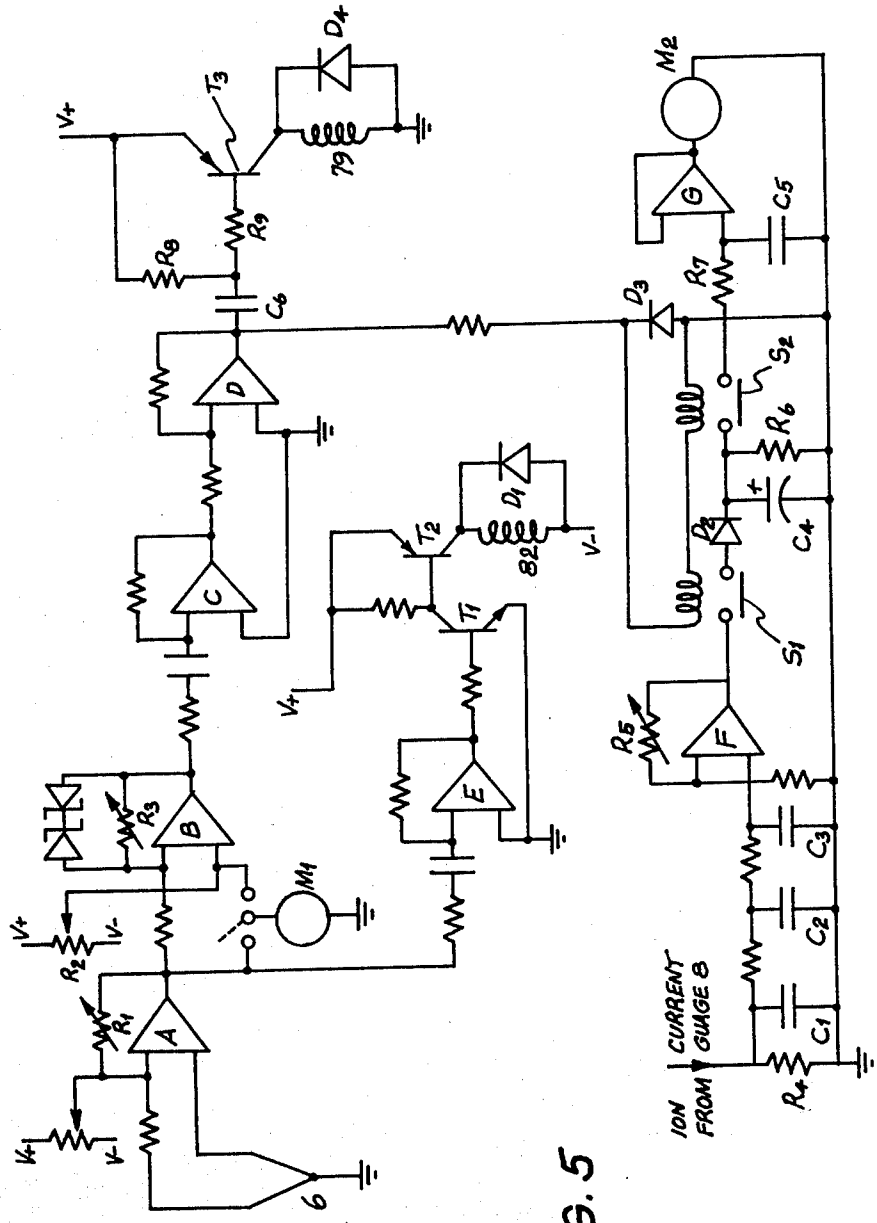 V+
V-
R1
A
6
V+
V-
R2
M1
B
R3
C
D
C6
R8
R9
V+
T3
79
D4
E
V+
T1
T2
82
D1
V-
ION CURRENT
FROM GUAGE 8
R4
C1
C2
C3
F
R5
S1
D2
C4
R6
S2
D3
R7
C5
G
M2
G. 5